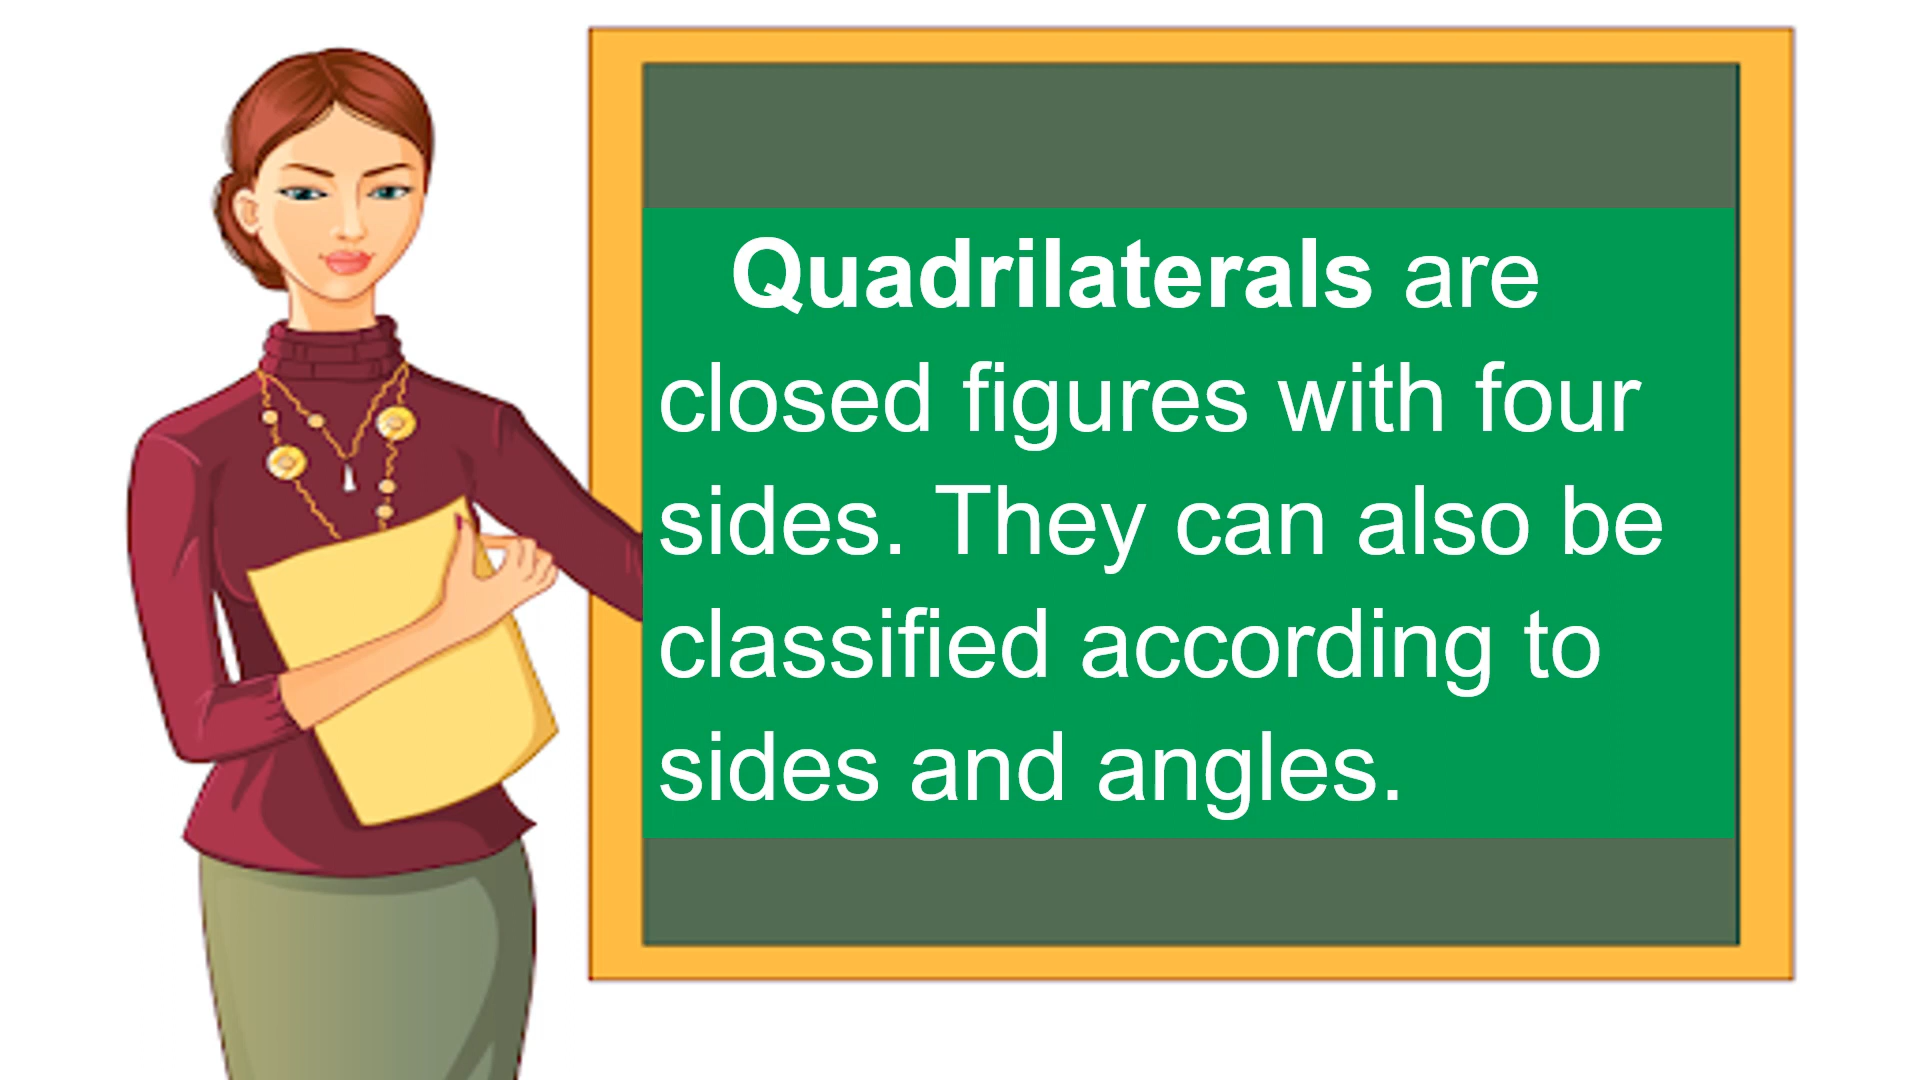 Quadrilaterals are
closed figures with four
sides. They can also be
classified according to
sides and angles.